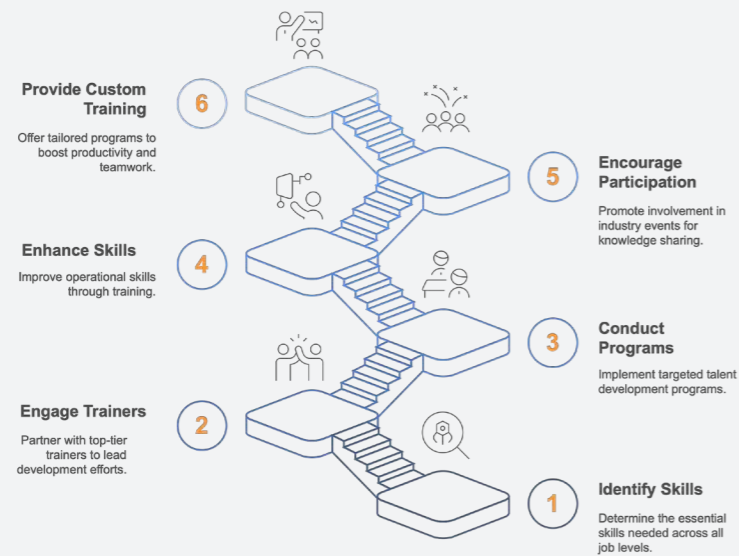 Provide Custom
Training
6
Offer tailored programs to
boost productivity and
teamwork.
5
Encourage
Participation
Promote involvement in
industry events for
knowledge sharing.
Enhance Skills
4
Improve operational skills
through training.
3
Conduct
Programs
Implement targeted talent
development programs.
Engage Trainers
2
Partner with top-tier
trainers to lead
development efforts.
1
Identify Skills
Determine the essential
skills needed across all
job levels.